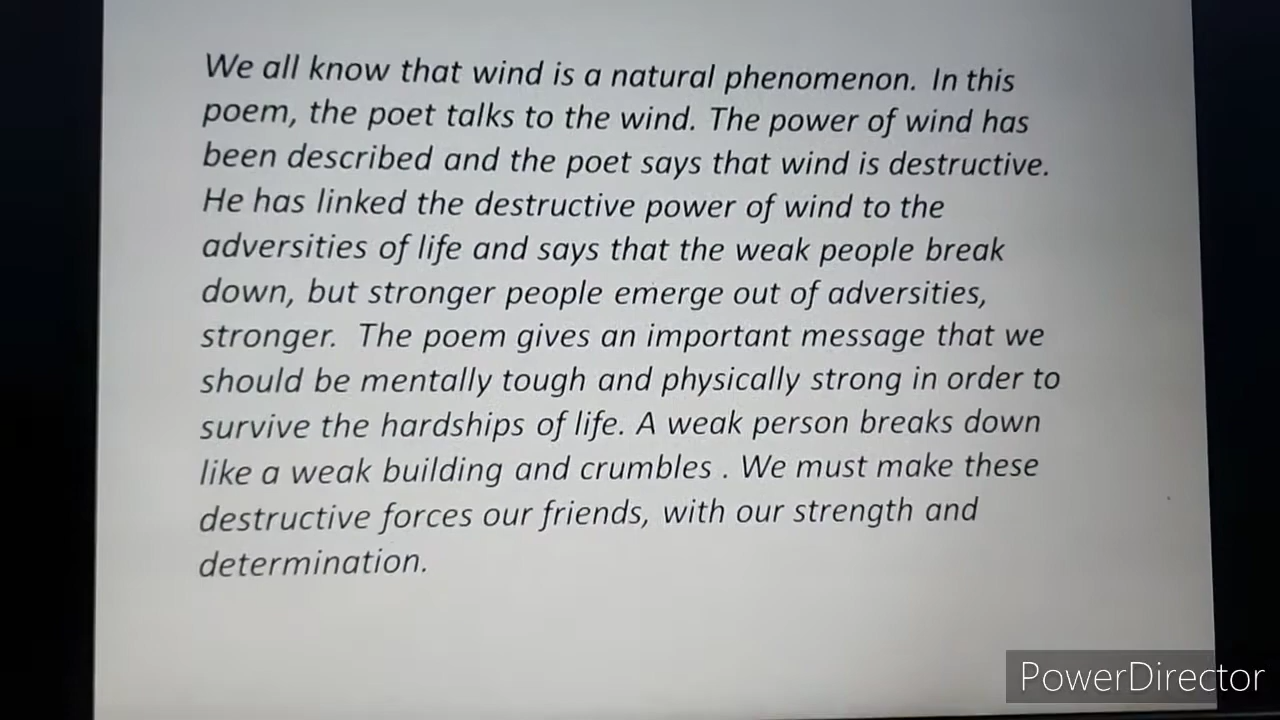 We all know that wind is a natural phenomenon. In this
poem, the poet talks to the wind. The power of wind has
been described and the poet says that wind is destructive.
He has linked the destructive power of wind to the
adversities of life and says that the weak people break
down, but stronger people emerge out of adversities,
stronger. The poem gives an important message that we
should be mentally tough and physically strong in order to
survive the hardships of life. A weak person breaks down
like a weak building and crumbles . We must make these
destructive forces our friends, with our strength and
determination.
PowerDirector